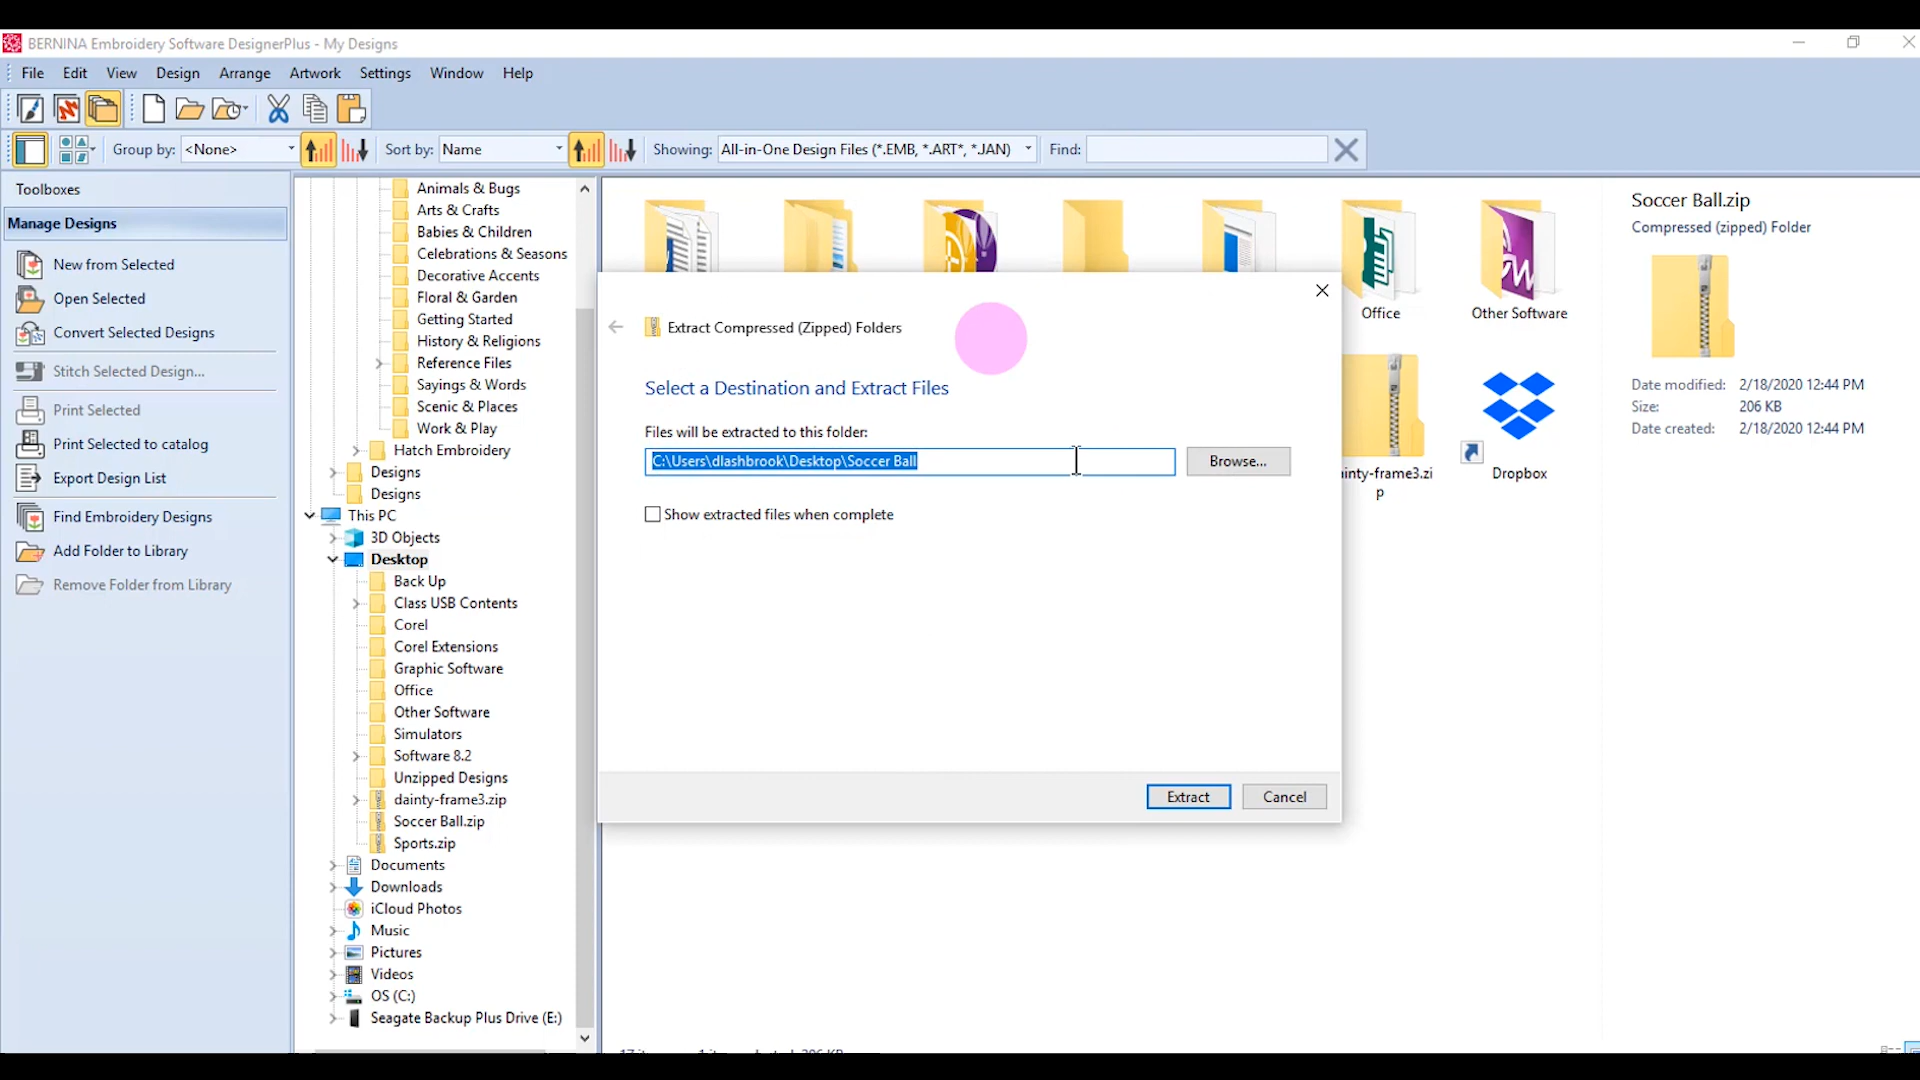 BERNINA Embroidery Software DesignerPlus - My Designs
File Edit View Design Arrange Artwork Settings Window Help
Group by: <None> Sort by: Name Showing: All-in-One Design Files (*.EMB, *.ART*, *.JAN) Find:
Toolboxes
Manage Designs
New from Selected
Open Selected
Convert Selected Designs
Stitch Selected Design...
Print Selected
Print Selected to catalog
Export Design List
Find Embroidery Designs
Add Folder to Library
Remove Folder from Library
Animals & Bugs
Arts & Crafts
Babies & Children
Celebrations & Seasons
Decorative Accents
Floral & Garden
Getting Started
History & Religions
Reference Files
Sayings & Words
Scenic & Places
Work & Play
Hatch Embroidery
Designs
Designs
This PC
3D Objects
Desktop
Back Up
Class USB Contents
Corel
Corel Extensions
Graphic Software
Office
Other Software
Simulators
Software 8.2
Unzipped Designs
dainty-frame3.zip
Soccer Ball.zip
Sports.zip
Documents
Downloads
iCloud Photos
Music
Pictures
Videos
OS (C:)
Seagate Backup Plus Drive (E:)
Extract Compressed (Zipped) Folders
Select a Destination and Extract Files
Files will be extracted to this folder:
C:\Users\dlashbrook\Desktop\Soccer Ball
Browse...
Show extracted files when complete
Extract Cancel
Office
Other Software
ainty-frame3.zi
p
Dropbox
Soccer Ball.zip
Compressed (zipped) Folder
Date modified: 2/18/2020 12:44 PM
Size: 206 KB
Date created: 2/18/2020 12:44 PM